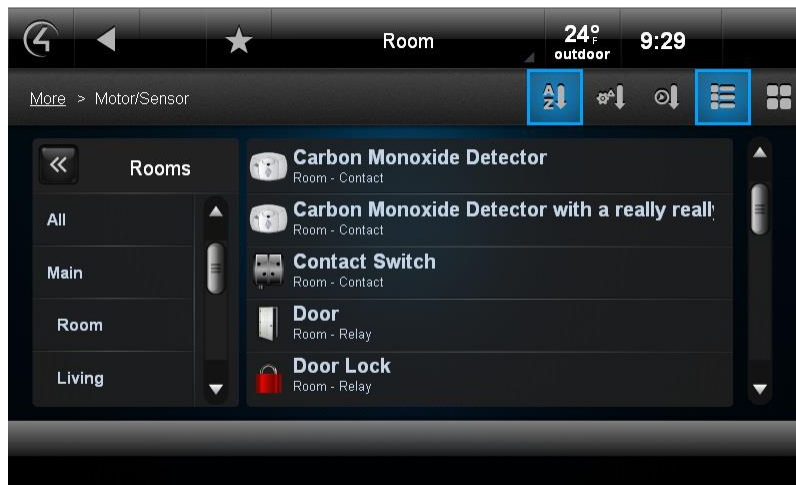 Room
24°F
outdoor
9:29
More > Motor/Sensor
A
Z
Rooms
All
Main
Room
Living
Carbon Monoxide Detector
Room - Contact
Carbon Monoxide Detector with a really reall
Room - Contact
Contact Switch
Room - Contact
Door
Room - Relay
Door Lock
Room - Relay